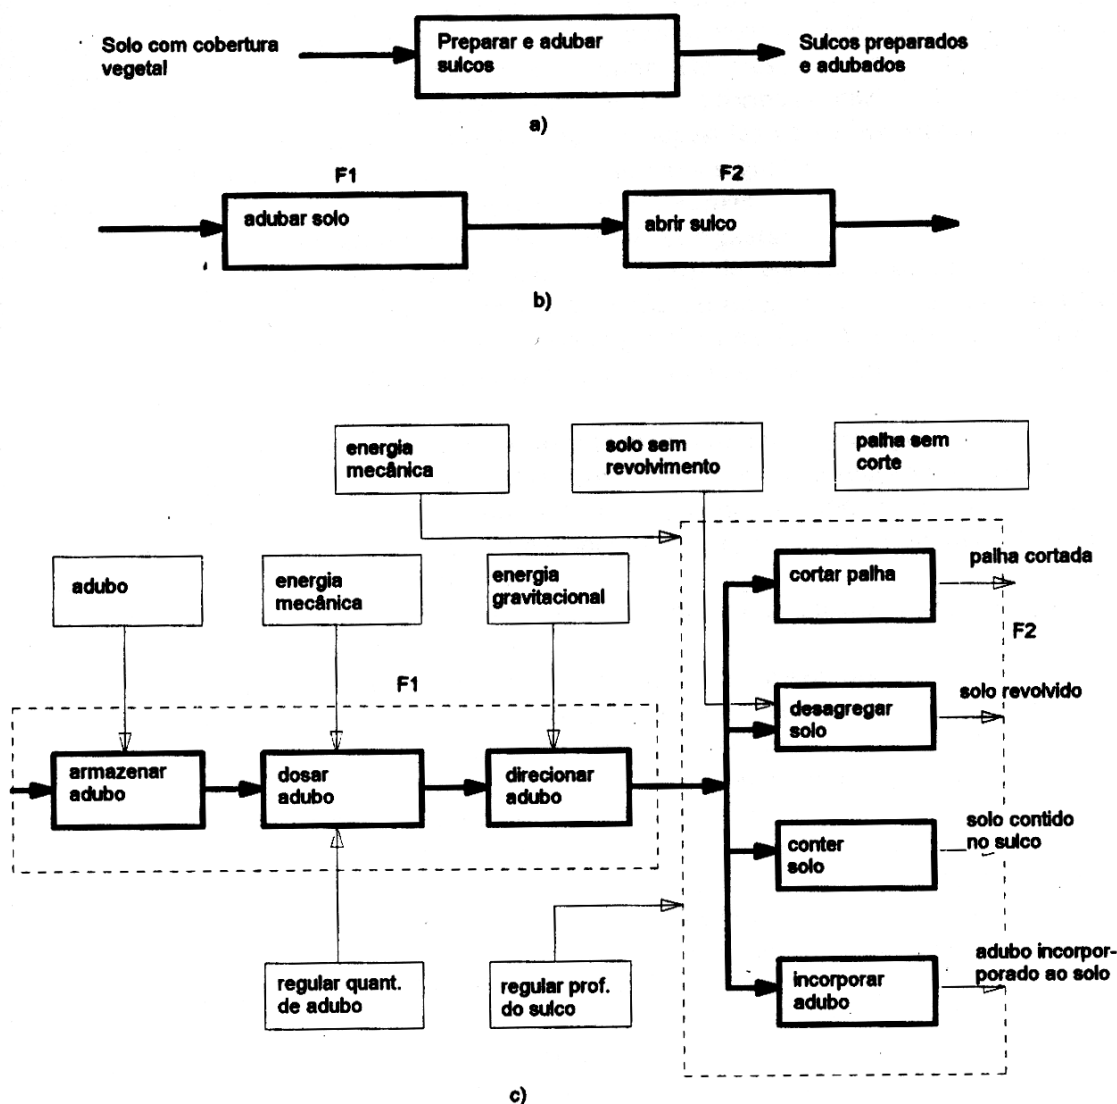 Solo com cobertura
vegetal
Preparar e adubar
sulcos
Sulcos preparados
e adubados
a)
F1
F2
adubar solo
abrir sulco
b)
energia
mecânica
solo sem
revolvimento
palha sem
corte
adubo
energia
mecânica
energia
gravitacional
cortar palha
palha cortada
F2
F1
desagregar
solo
solo revolvido
armazenar
adubo
dosar
adubo
direcionar
adubo
conter
solo
solo contido
no sulco
regular quant.
de adubo
regular prof.
do sulco
incorporar
adubo
adubo incorpor-
porado ao solo
c)